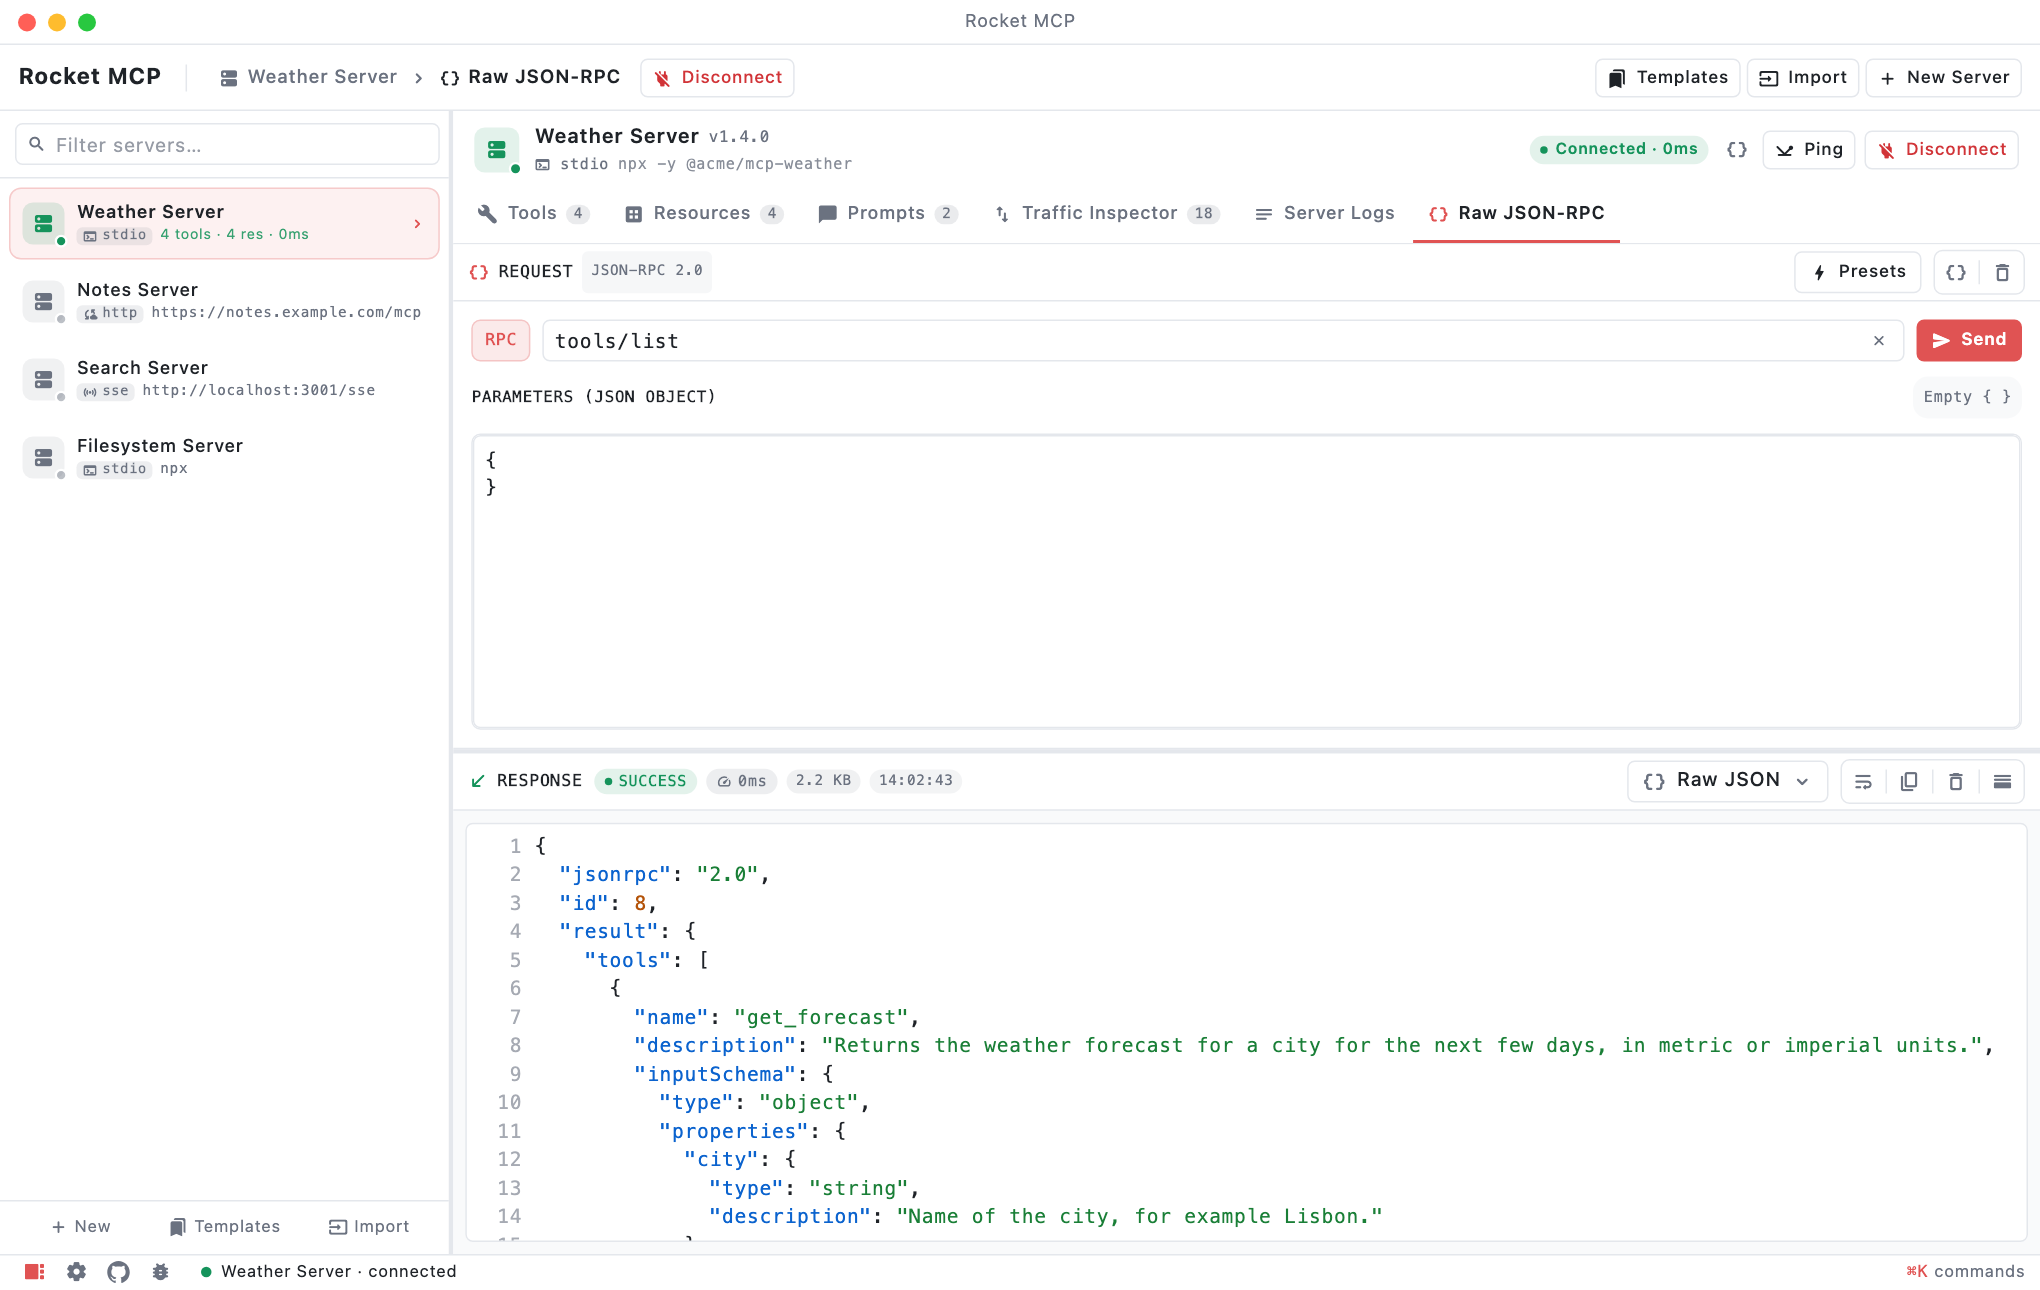 Rocket MCP
Rocket MCP
Weather Server
Raw JSON-RPC
Disconnect
Templates
Import
New Server
Filter servers...
Weather Server
stdio 4 tools · 4 res · 0ms
Notes Server
http https://notes.example.com/mcp
Search Server
sse http://localhost:3001/sse
Filesystem Server
stdio npx
New
Templates
Import
Weather Server v1.4.0
stdio npx -y @acme/mcp-weather
Connected · 0ms
Ping
Disconnect
Tools 4
Resources 4
Prompts 2
Traffic Inspector 18
Server Logs
Raw JSON-RPC
REQUEST JSON-RPC 2.0
Presets
RPC
tools/list
Send
PARAMETERS (JSON OBJECT)
Empty { }
{
}
RESPONSE SUCCESS 0ms 2.2 KB 14:02:43
Raw JSON
1 {
2 "jsonrpc": "2.0",
3 "id": 8,
4 "result": {
5 "tools": [
6 {
7 "name": "get_forecast",
8 "description": "Returns the weather forecast for a city for the next few days, in metric or imperial units.",
9 "inputSchema": {
10 "type": "object",
11 "properties": {
12 "city": {
13 "type": "string",
14 "description": "Name of the city, for example Lisbon."
Weather Server · connected
⌘K commands